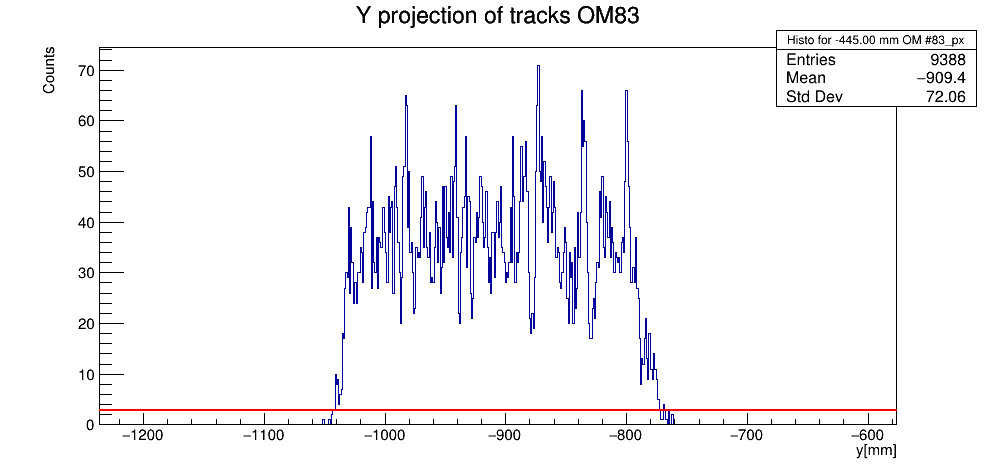 Y projection of tracks OM83
Histo for -445.00 mm OM #83_px
Entries 9388
Mean −909.4
Std Dev 72.06
Counts
70
60
50
40
30
20
10
0
−1200 −1100 −1000 −900 −800 −700 −600
y[mm]